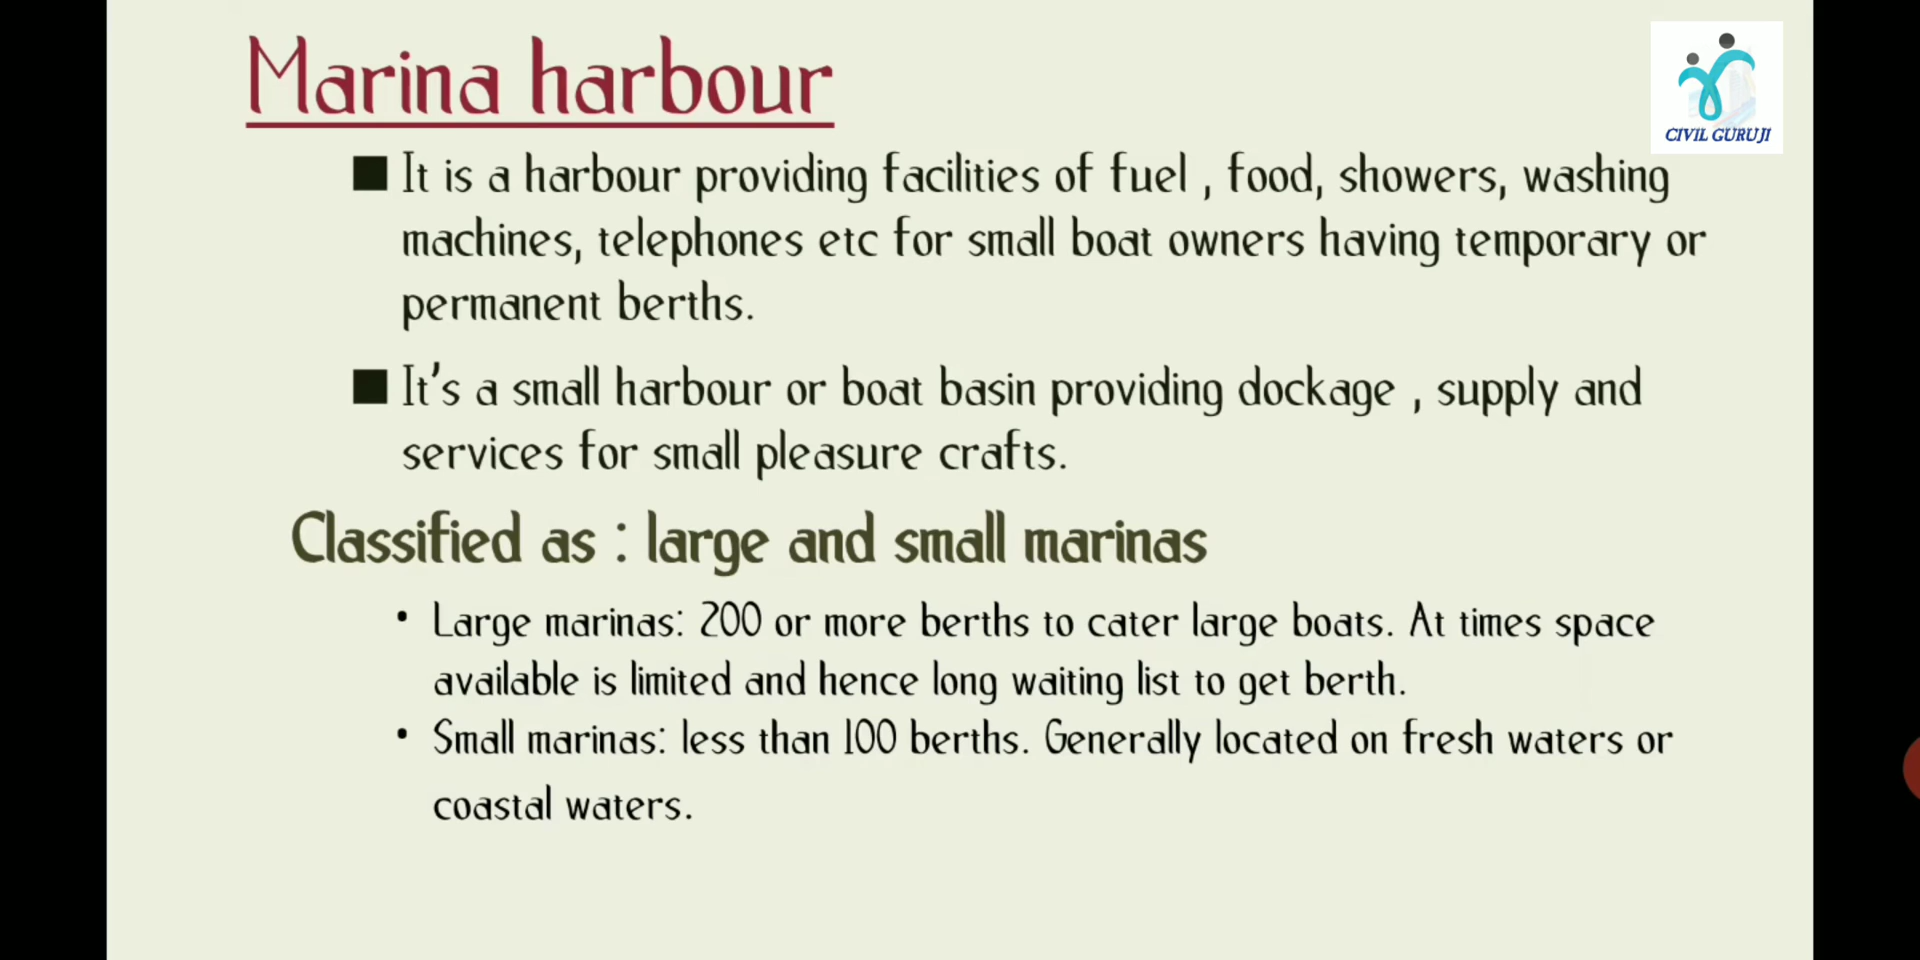 Marina harbour
CIVIL GURUJI
■ It is a harbour providing facilities of fuel , food, showers, washing
machines, telephones etc for small boat owners having temporary or
permanent berths.
■ It's a small harbour or boat basin providing dockage , supply and
services for small pleasure crafts.
Classified as : large and small marinas
• Large marinas: 200 or more berths to cater large boats. At times space
available is limited and hence long waiting list to get berth.
• Small marinas: less than 100 berths. Generally located on fresh waters or
coastal waters.